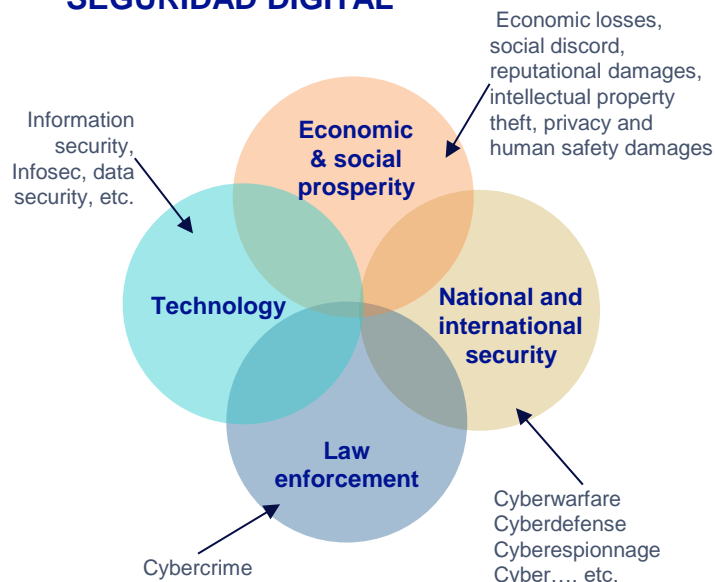 SEGURIDAD DIGITAL
Economic losses,
social discord,
reputational damages,
intellectual property
theft, privacy and
human safety damages
Information
security,
Infosec, data
security, etc.
Economic
& social
prosperity
Technology
National and
international
security
Law
enforcement
Cybercrime
Cyberwarfare
Cyberdefense
Cyberespionnage
Cyber…. etc.